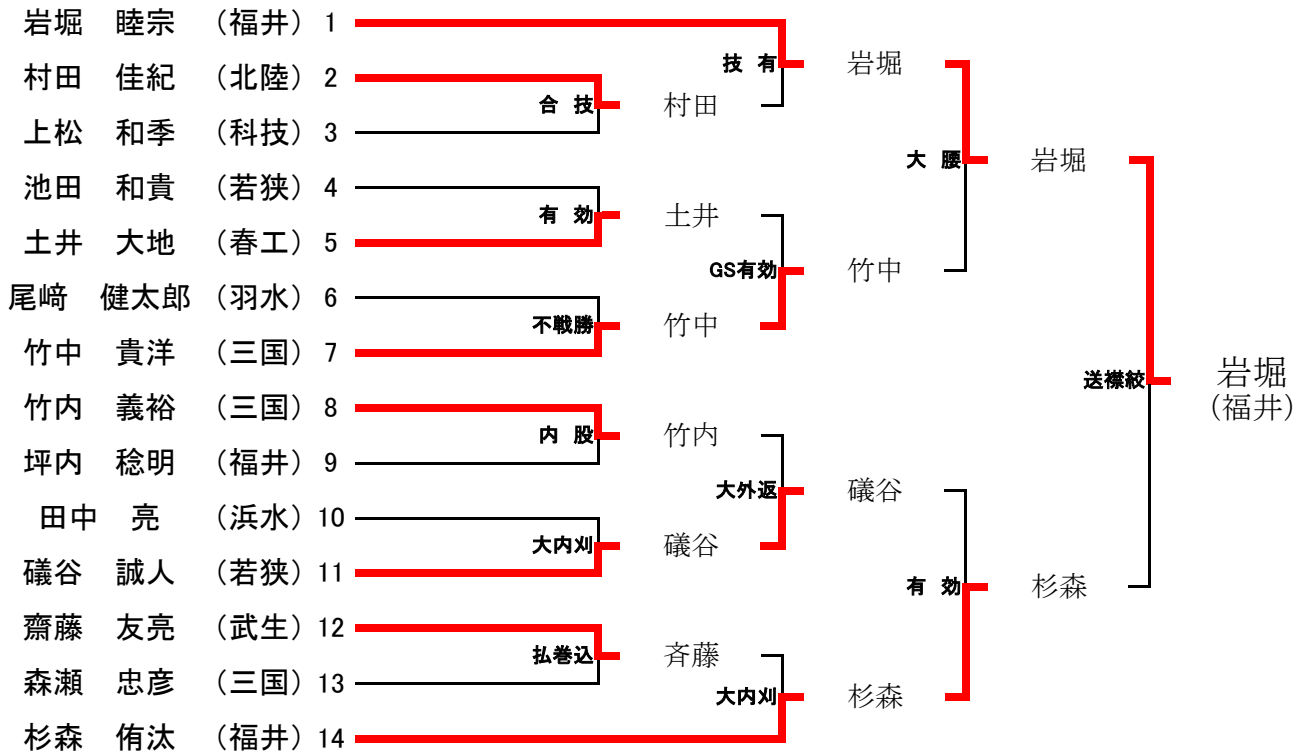 岩堀　睦宗　（福井） 1
村田　佳紀　（北陸） 2
上松　和季　（科技） 3
池田　和貴　（若狭） 4
土井　大地　（春工） 5
尾﨑　健太郎　（羽水） 6
竹中　貴洋　（三国） 7
竹内　義裕　（三国） 8
坪内　稔明　（福井） 9
田中　亮　（浜水） 10
礒谷　誠人　（若狭） 11
齋藤　友亮　（武生） 12
森瀬　忠彦　（三国） 13
杉森　侑汰　（福井） 14
合 技
村田
有 効
土井
不戦勝
竹中
内 股
竹内
大内刈
礒谷
払巻込
斉藤
技 有
岩堀
GS有効
竹中
大外返
礒谷
大内刈
杉森
大 腰
岩堀
有 効
杉森
送襟絞
岩堀
（福井）